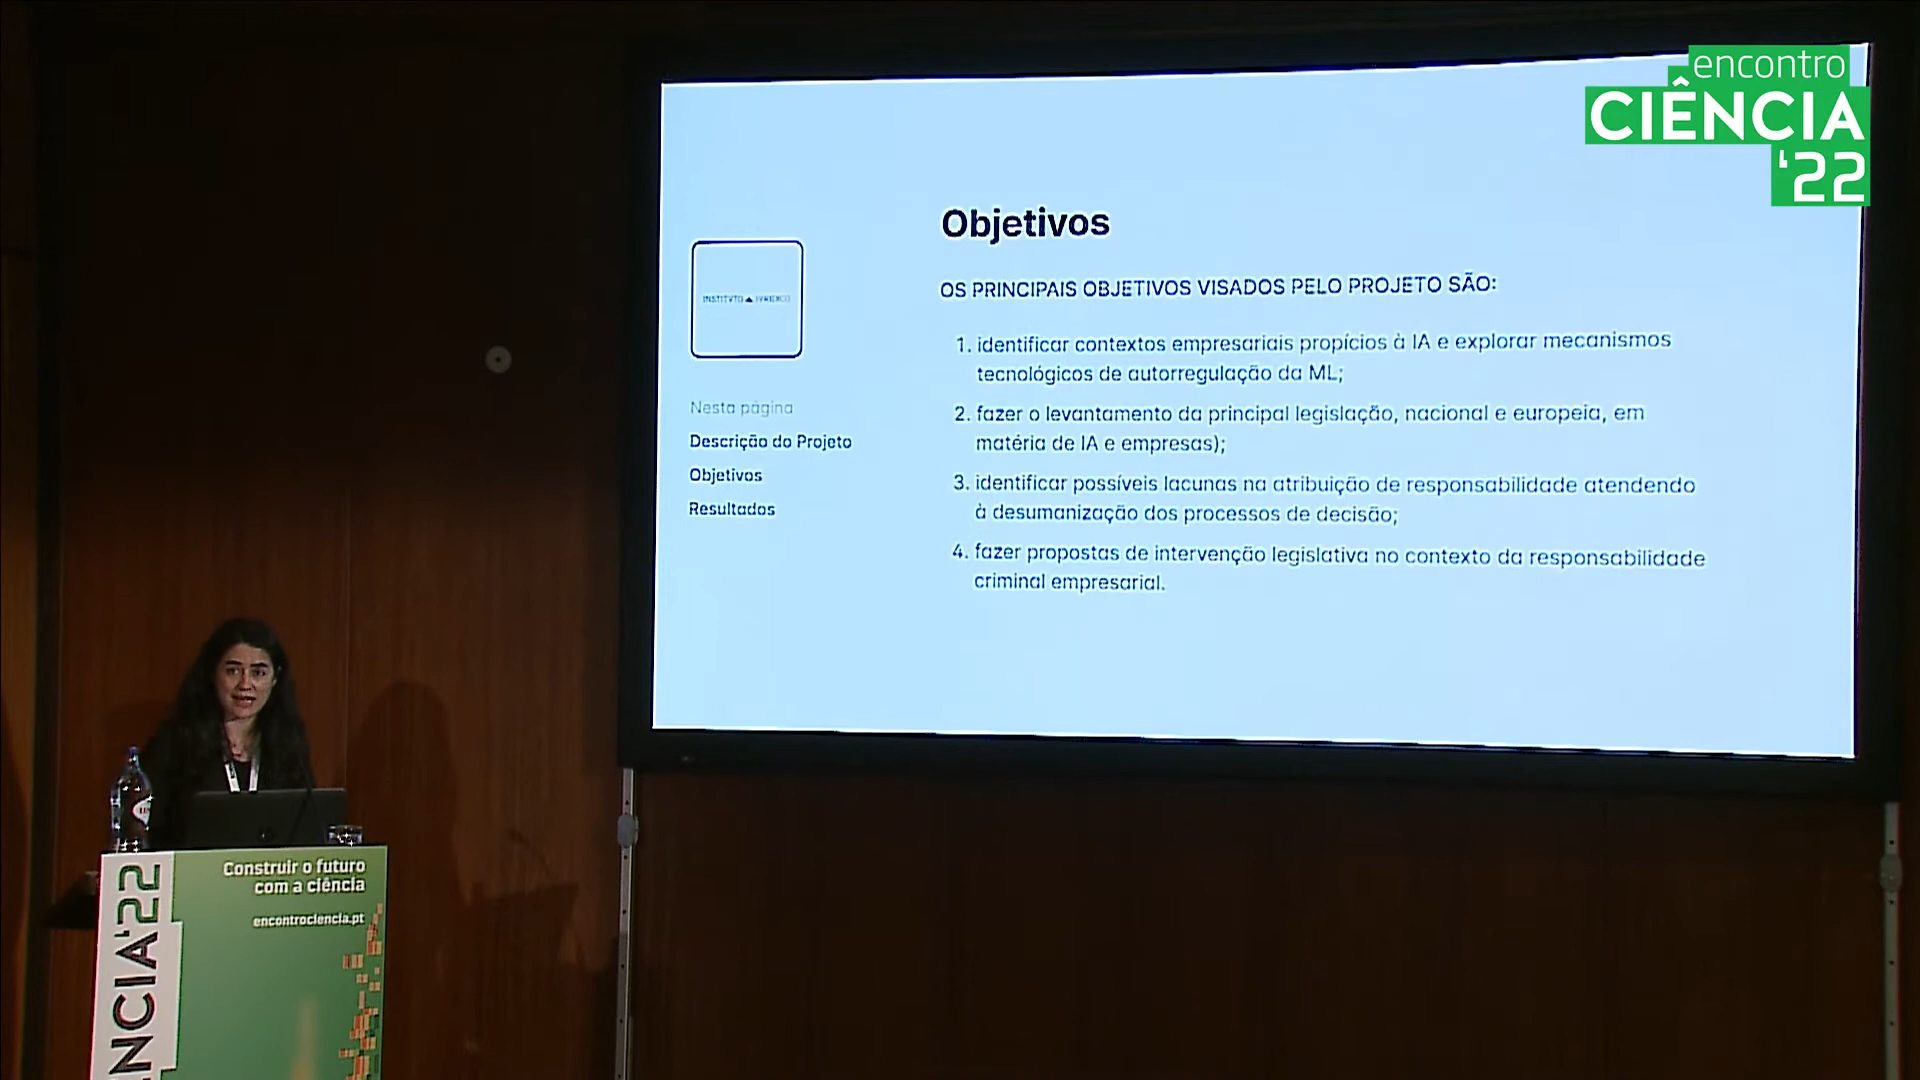 encontro
CIÊNCIA
‘22
Objetivos
OS PRINCIPAIS OBJETIVOS VISADOS PELO PROJETO SÃO:
1. identificar contextos empresariais propícios à IA e explorar mecanismos
tecnológicos de autorregulação da ML;
2. fazer o levantamento da principal legislação, nacional e europeia, em
matéria de IA e empresas);
3. identificar possíveis lacunas na atribuição de responsabilidade atendendo
à desumanização dos processos de decisão;
4. fazer propostas de intervenção legislativa no contexto da responsabilidade
criminal empresarial.
INSTITVTO IVRIDICO
Nesta página
Descrição do Projeto
Objetivos
Resultados
Construir o futuro
com a ciência
encontrociencia.pt
ENCIA‘22